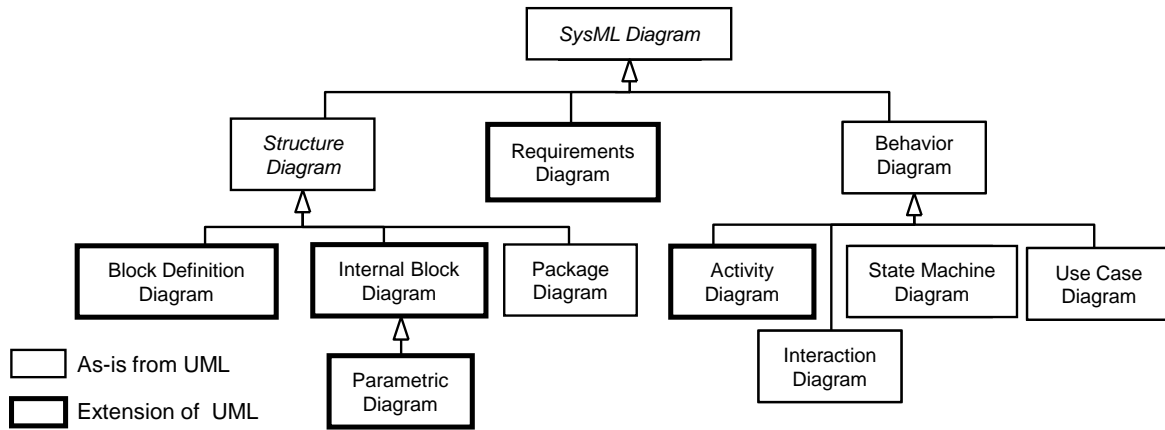 SysML Diagram
Structure
Diagram
Requirements
Diagram
Behavior
Diagram
Block Definition
Diagram
Internal Block
Diagram
Package
Diagram
Activity
Diagram
State Machine
Diagram
Use Case
Diagram
Interaction
Diagram
Parametric
Diagram
As-is from UML
Extension of UML